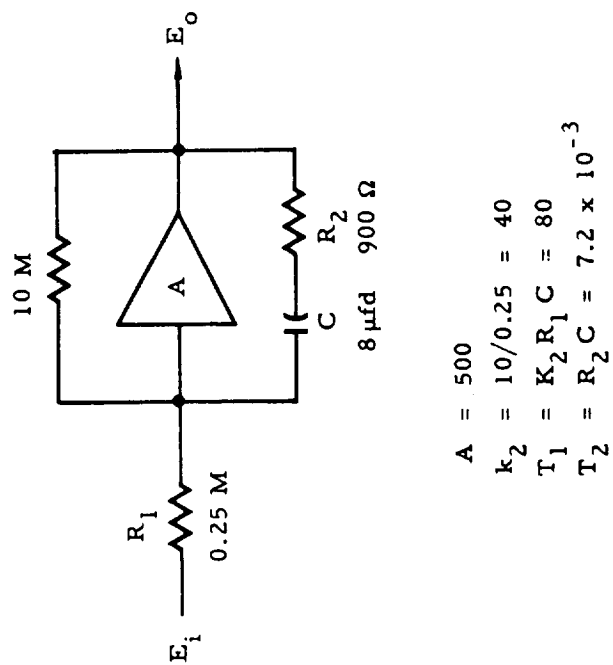 10 M
A
E_i
R_1
0.25 M
E_o
C
R_2
8 μfd 900 Ω
A = 500
k_2 = 10/0.25 = 40
T_1 = K_2 R_1 C = 80
T_2 = R_2 C = 7.2 x 10^-3